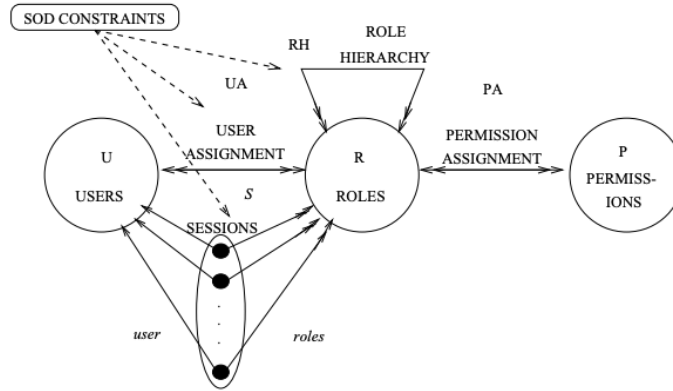 SOD CONSTRAINTS
RH
ROLE
HIERARCHY
UA
PA
USER
ASSIGNMENT
PERMISSION
ASSIGNMENT
U
USERS
R
ROLES
P
PERMISS-
IONS
S
SESSIONS
.
.
.
.
user
roles